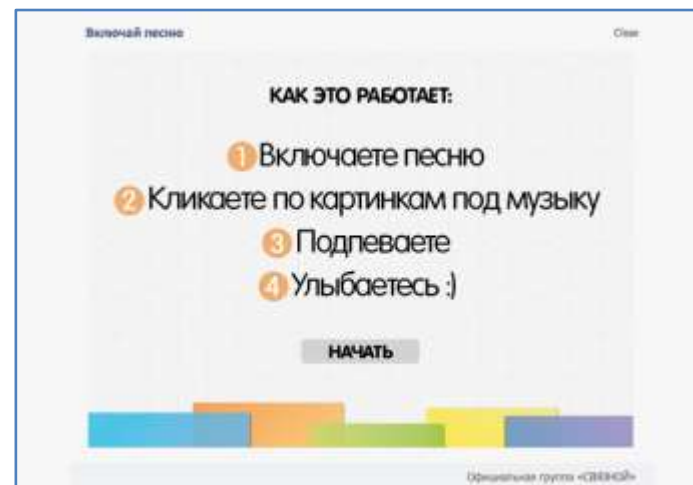 Включай песню
Close
КАК ЭТО РАБОТАЕТ:
1 Включаете песню
2 Кликаете по картинкам под музыку
3 Подпеваете
4 Улыбаетесь :)
НАЧАТЬ
Официальная группа «СВЯЗНОЙ»